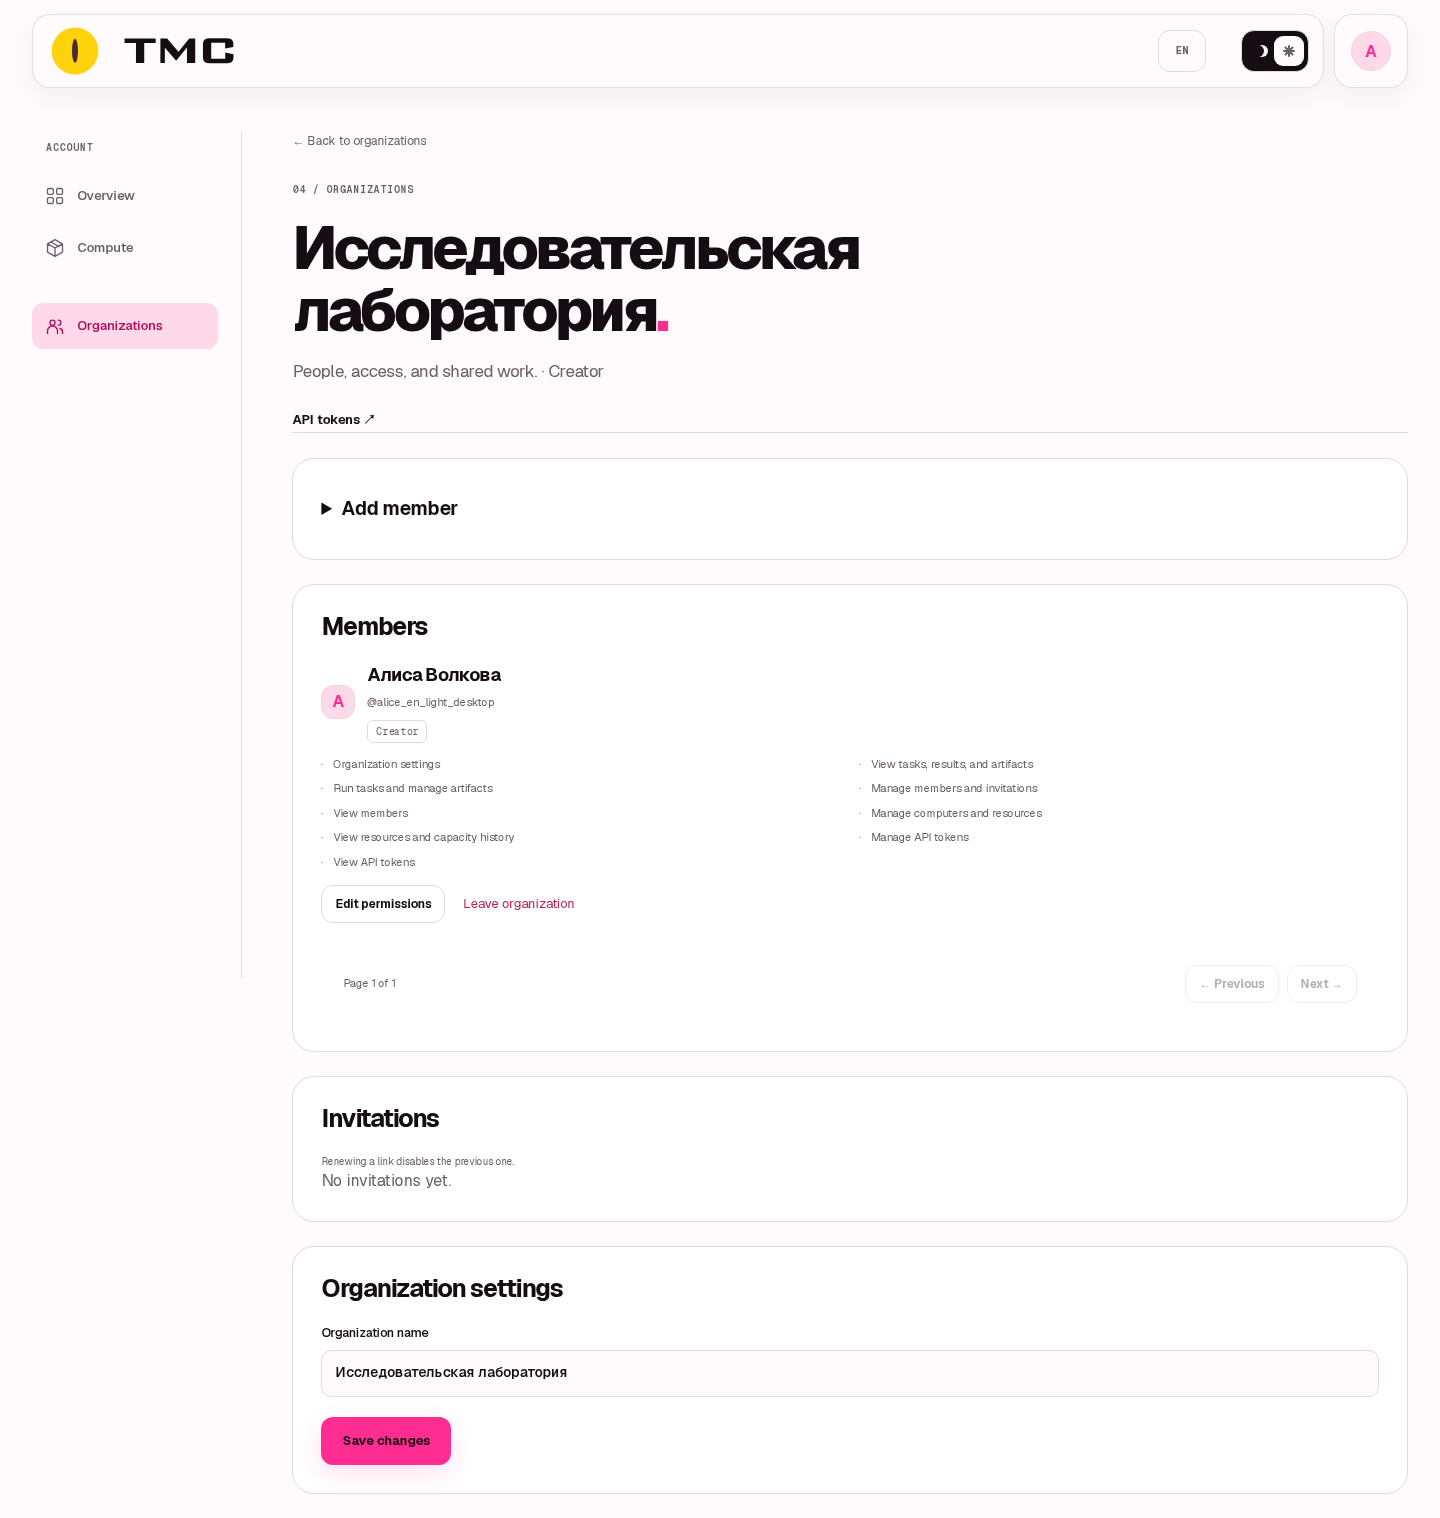 TMC
EN
A
ACCOUNT
Overview
Compute
Organizations
← Back to organizations
04 / ORGANIZATIONS
Исследовательская
лаборатория.
People, access, and shared work. · Creator
API tokens ↗
Add member
Members
A
Алиса Волкова
@alice_en_light_desktop
Creator
· Organization settings
· View tasks, results, and artifacts
· Run tasks and manage artifacts
· Manage members and invitations
· View members
· Manage computers and resources
· View resources and capacity history
· Manage API tokens
· View API tokens
Edit permissions
Leave organization
Page 1 of 1
← Previous
Next →
Invitations
Renewing a link disables the previous one.
No invitations yet.
Organization settings
Organization name
Исследовательская лаборатория
Save changes